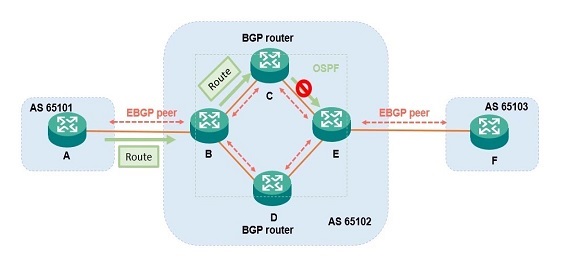 BGP router
OSPF
Route
C
AS 65101
EBGP peer
EBGP peer
AS 65103
A
B
E
F
Route
D
AS 65102
BGP router